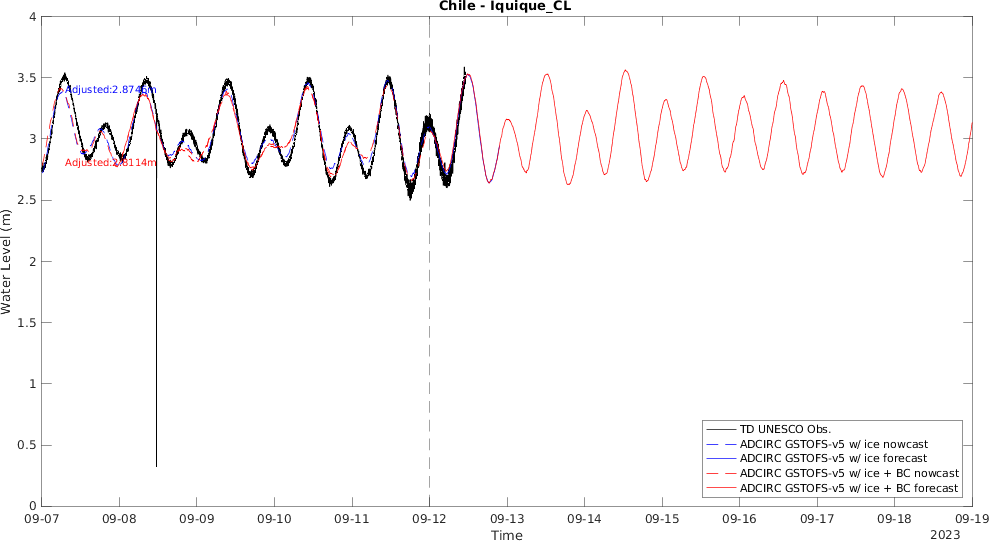 Chile - Iquique_CL
4
3.5
3
2.5
2
1.5
1
0.5
0
Water Level (m)
Adjusted:2.8746m
Adjusted:2.8114m
TD UNESCO Obs.
ADCIRC GSTOFS-v5 w/ ice nowcast
ADCIRC GSTOFS-v5 w/ ice forecast
ADCIRC GSTOFS-v5 w/ ice + BC nowcast
ADCIRC GSTOFS-v5 w/ ice + BC forecast
09-07 09-08 09-09 09-10 09-11 09-12 09-13 09-14 09-15 09-16 09-17 09-18 09-19
Time
2023